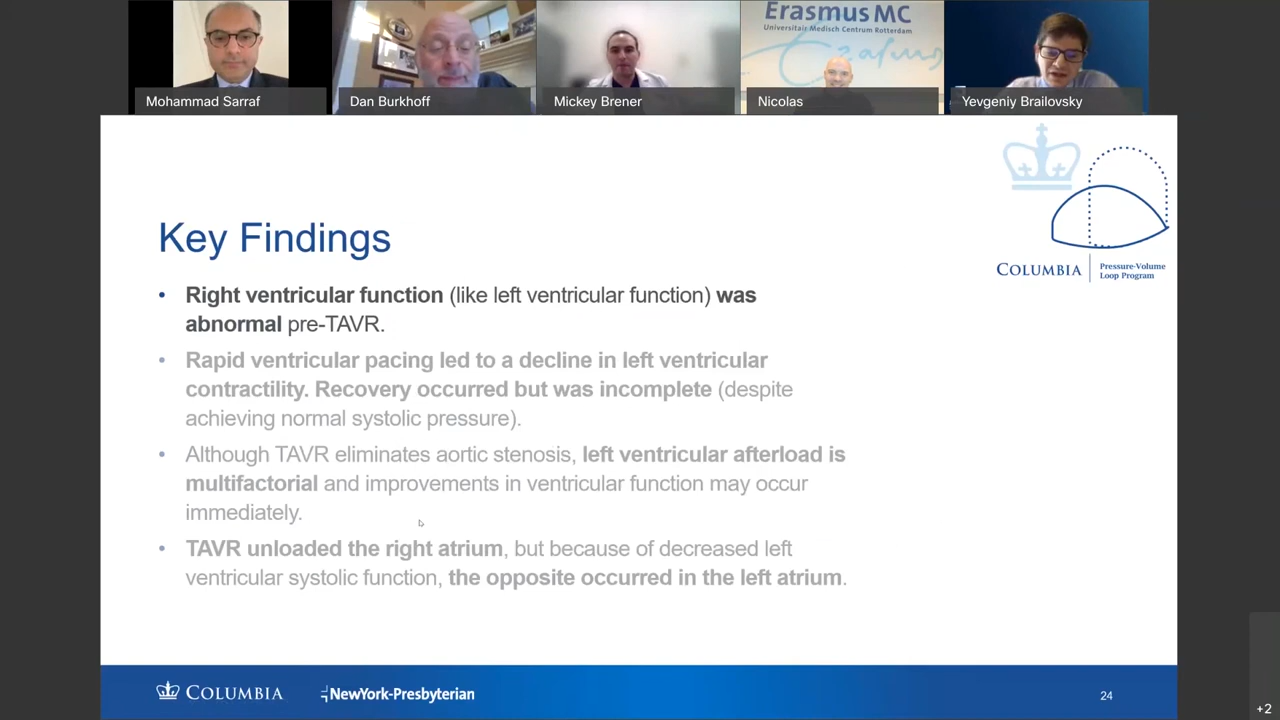 Erasmus MC
Universitair Medisch Centrum Rotterdam
Erasmus
Mohammad Sarraf
Dan Burkhoff
Mickey Brener
Nicolas
Yevgeniy Brailovsky
COLUMBIA
Pressure-Volume
Loop Program
Key Findings
• Right ventricular function (like left ventricular function) was
abnormal pre-TAVR.
• Rapid ventricular pacing led to a decline in left ventricular
contractility. Recovery occurred but was incomplete (despite
achieving normal systolic pressure).
• Although TAVR eliminates aortic stenosis, left ventricular afterload is
multifactorial and improvements in ventricular function may occur
immediately.
• TAVR unloaded the right atrium, but because of decreased left
ventricular systolic function, the opposite occurred in the left atrium.
COLUMBIA
NewYork-Presbyterian
24
+2